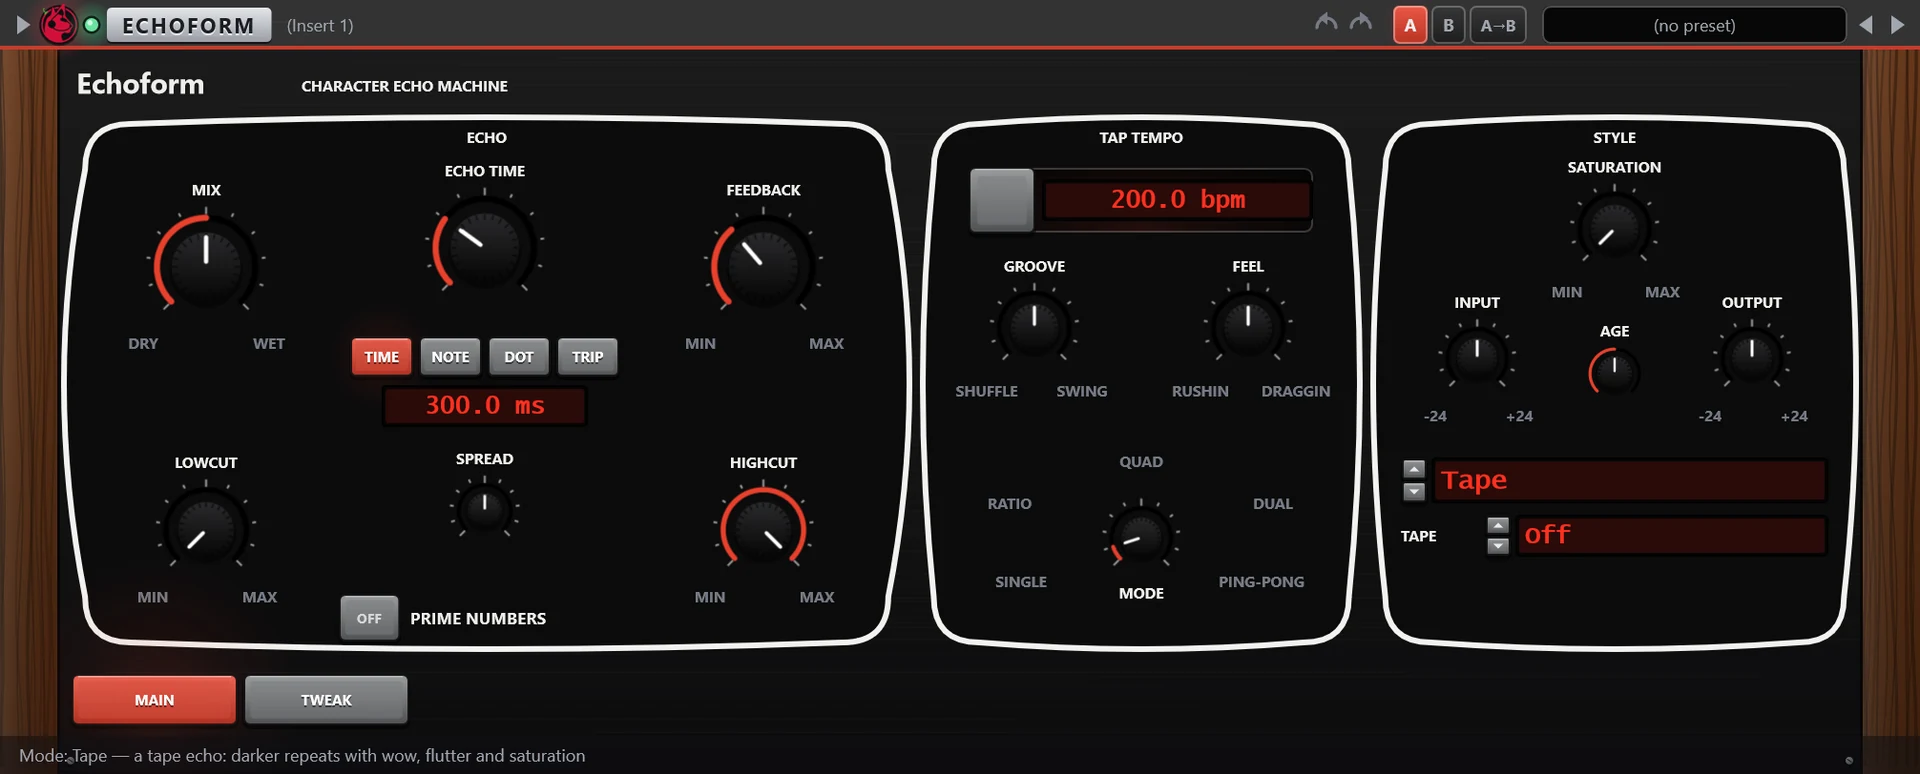 ECHOFORM (Insert 1) A B A→B (no preset)
Echoform CHARACTER ECHO MACHINE
ECHO
MIX
ECHO TIME
FEEDBACK
DRY WET
MIN MAX
TIME NOTE DOT TRIP
300.0 ms
LOWCUT
SPREAD
HIGHCUT
MIN MAX
MIN MAX
OFF PRIME NUMBERS
TAP TEMPO
200.0 bpm
GROOVE FEEL
SHUFFLE SWING RUSHIN DRAGGIN
QUAD
RATIO DUAL
SINGLE PING-PONG
MODE
STYLE
SATURATION
MIN MAX
INPUT OUTPUT
AGE
-24 +24 -24 +24
Tape
TAPE Off
MAIN TWEAK
Mode: Tape — a tape echo: darker repeats with wow, flutter and saturation